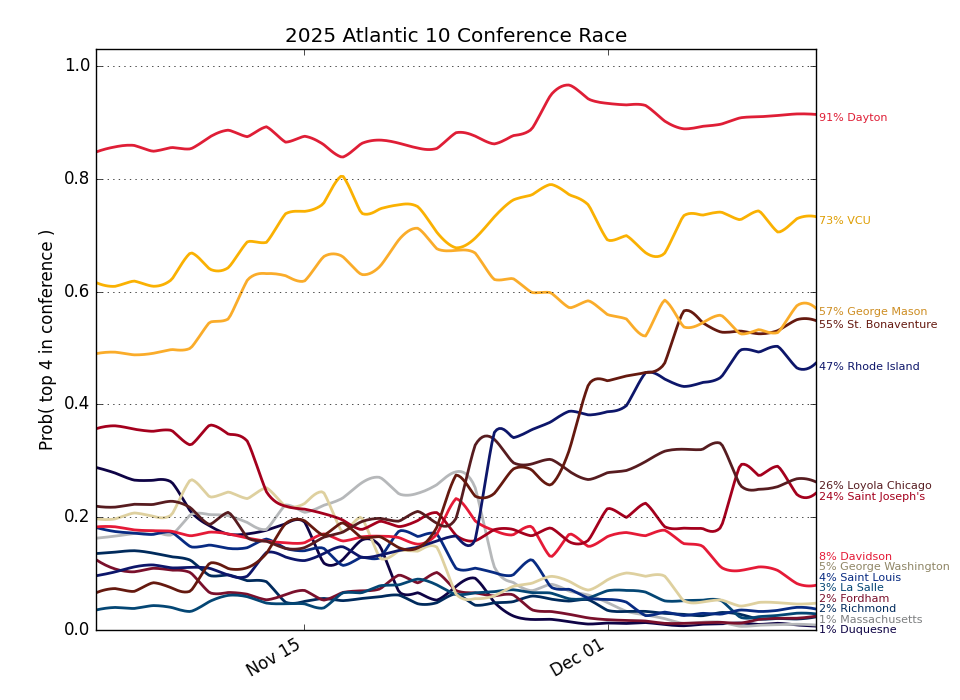 2025 Atlantic 10 Conference Race
Prob( top 4 in conference )
1.0
0.8
0.6
0.4
0.2
0.0
Nov 15
Dec 01
91% Dayton
73% VCU
57% George Mason
55% St. Bonaventure
47% Rhode Island
26% Loyola Chicago
24% Saint Joseph's
8% Davidson
5% George Washington
4% Saint Louis
3% La Salle
2% Fordham
2% Richmond
1% Massachusetts
1% Duquesne